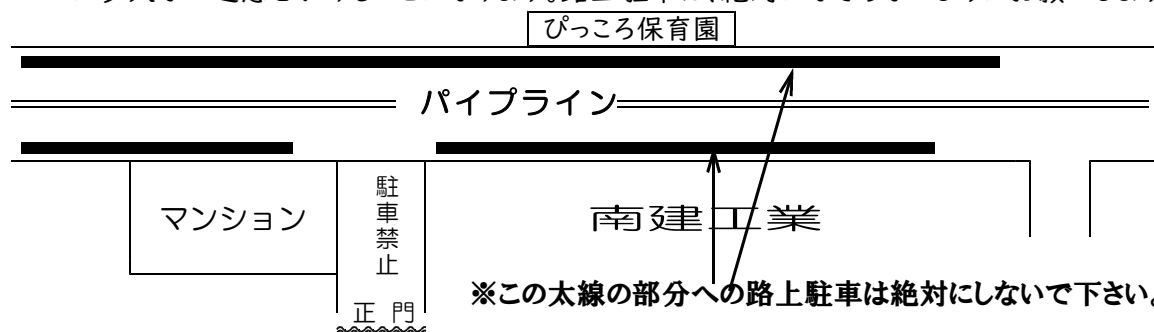 ぴっころ保育園
パイプライン
マンション
駐車禁止
南建工業
※この太線の部分への路上駐車は絶対にしないで下さい。
正 門